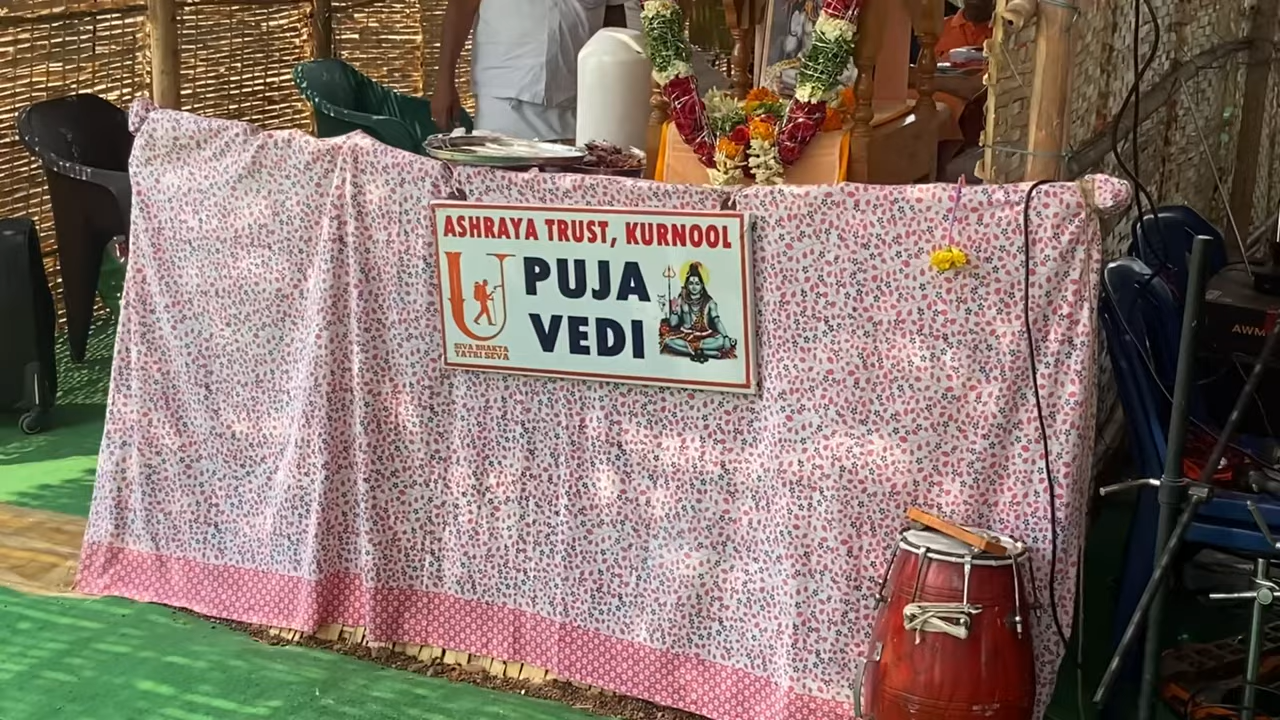 ASHRAYA TRUST, KURNOOL
PUJA
VEDI
SIVA BHAKTA
YATRI SEVA